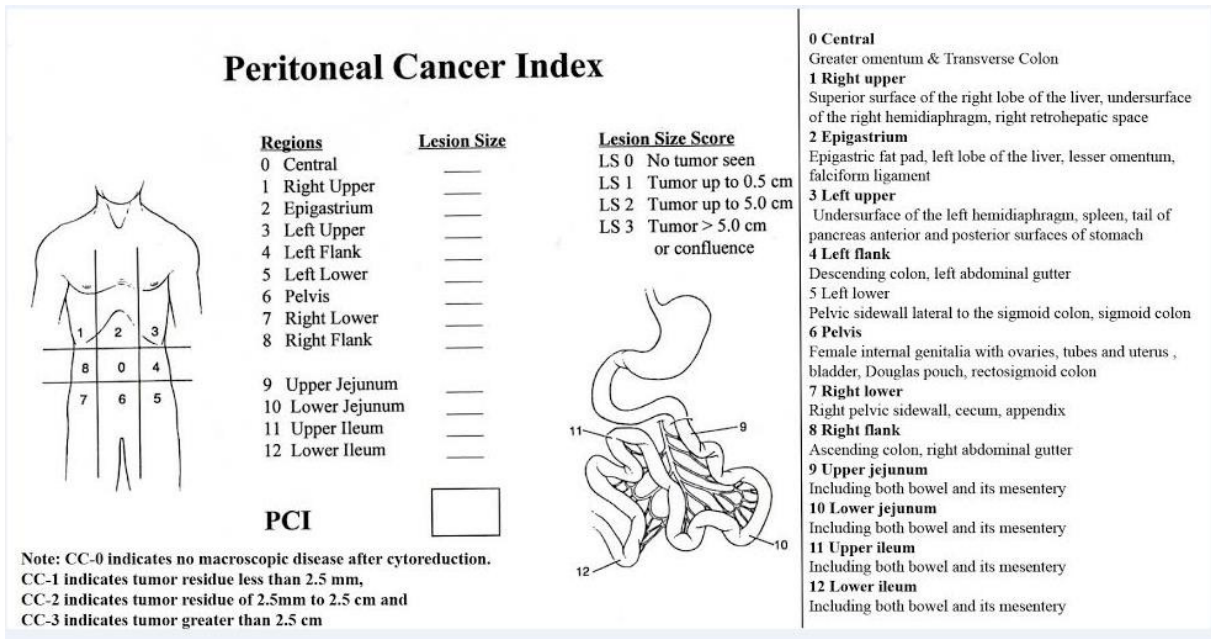 Peritoneal Cancer Index
Regions
Lesion Size
0 Central
1 Right Upper
2 Epigastrium
3 Left Upper
4 Left Flank
5 Left Lower
6 Pelvis
7 Right Lower
8 Right Flank
9 Upper Jejunum
10 Lower Jejunum
11 Upper Ileum
12 Lower Ileum
PCI
Lesion Size Score
LS 0 No tumor seen
LS 1 Tumor up to 0.5 cm
LS 2 Tumor up to 5.0 cm
LS 3 Tumor > 5.0 cm
or confluence
1 2 3
8 0 4
7 6 5
11
9
10
12
Note: CC-0 indicates no macroscopic disease after cytoreduction.
CC-1 indicates tumor residue less than 2.5 mm,
CC-2 indicates tumor residue of 2.5mm to 2.5 cm and
CC-3 indicates tumor greater than 2.5 cm
0 Central
Greater omentum & Transverse Colon
1 Right upper
Superior surface of the right lobe of the liver, undersurface
of the right hemidiaphragm, right retrohepatic space
2 Epigastrium
Epigastric fat pad, left lobe of the liver, lesser omentum,
falciform ligament
3 Left upper
Undersurface of the left hemidiaphragm, spleen, tail of
pancreas anterior and posterior surfaces of stomach
4 Left flank
Descending colon, left abdominal gutter
5 Left lower
Pelvic sidewall lateral to the sigmoid colon, sigmoid colon
6 Pelvis
Female internal genitalia with ovaries, tubes and uterus ,
bladder, Douglas pouch, rectosigmoid colon
7 Right lower
Right pelvic sidewall, cecum, appendix
8 Right flank
Ascending colon, right abdominal gutter
9 Upper jejunum
Including both bowel and its mesentery
10 Lower jejunum
Including both bowel and its mesentery
11 Upper ileum
Including both bowel and its mesentery
12 Lower ileum
Including both bowel and its mesentery